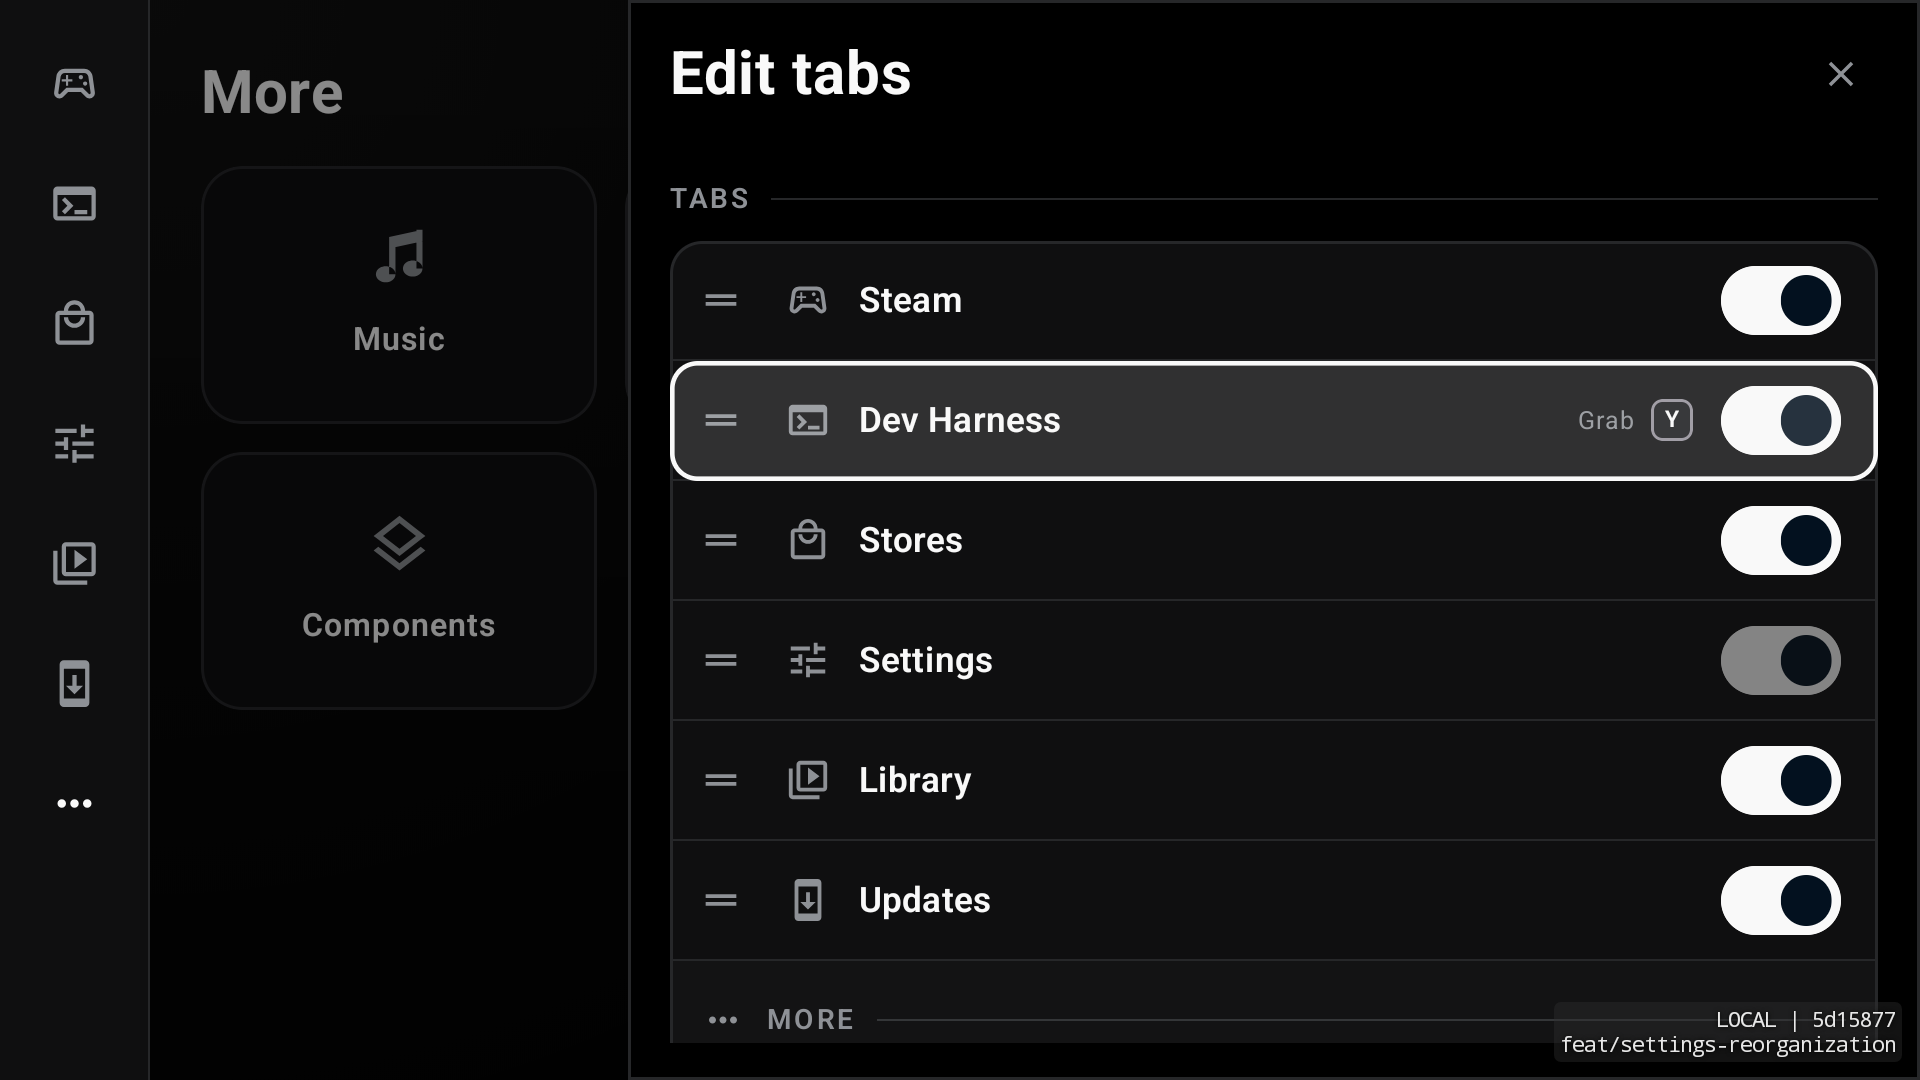 More
Music
Components
Edit tabs
TABS
Steam
Dev Harness
Grab Y
Stores
Settings
Library
Updates
MORE
LOCAL | 5d15877
feat/settings-reorganization